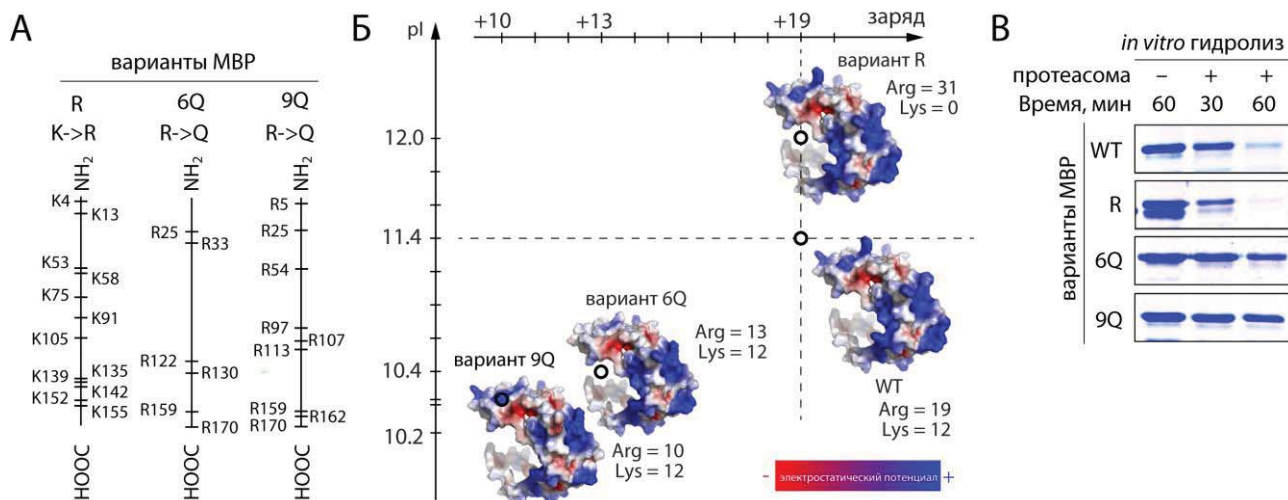 А
варианты MBP
R
6Q
9Q
K->R
R->Q
R->Q
NH2
NH2
NH2
K4
K13
K53
K58
K75
K91
K105
K135
K139
K142
K152
K155
HOOC
R25
R33
R122
R130
R159
R170
HOOC
R5
R25
R54
R97
R107
R113
R159
R162
R170
HOOC
Б
pI
+10
+13
+19
заряд
12.0
11.4
10.4
10.2
вариант R
Arg = 31
Lys = 0
вариант 6Q
Arg = 13
Lys = 12
вариант 9Q
Arg = 10
Lys = 12
WT
Arg = 19
Lys = 12
- электростатический потенциал +
В
in vitro гидролиз
протеасома – + +
Время, мин 60 30 60
варианты MBP
WT
R
6Q
9Q